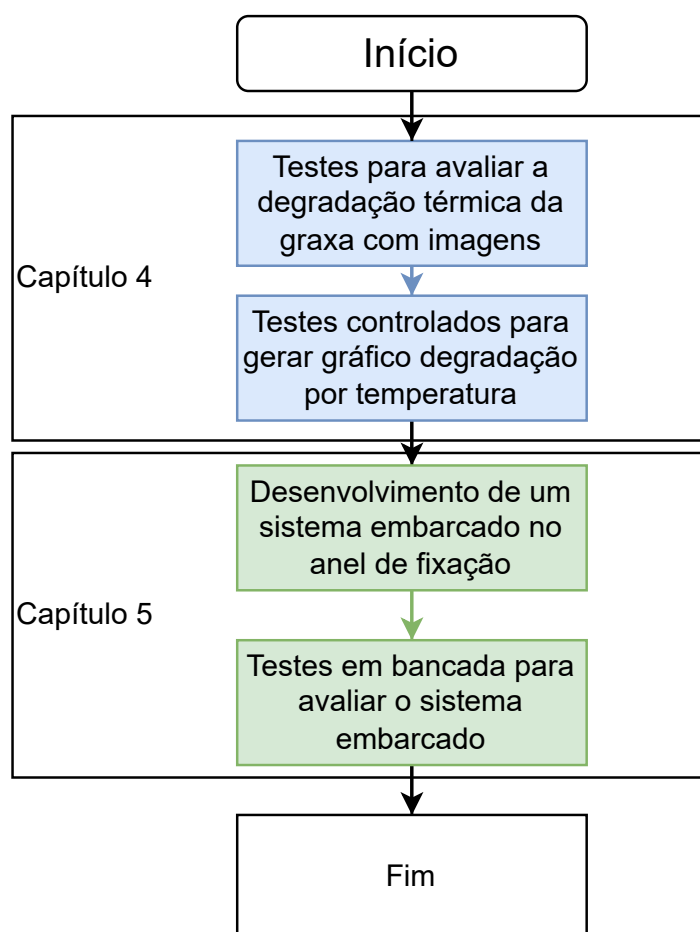 Início
Testes para avaliar a
degradação térmica da
graxa com imagens
Capítulo 4
Testes controlados para
gerar gráfico degradação
por temperatura
Desenvolvimento de um
sistema embarcado no
anel de fixação
Capítulo 5
Testes em bancada para
avaliar o sistema
embarcado
Fim